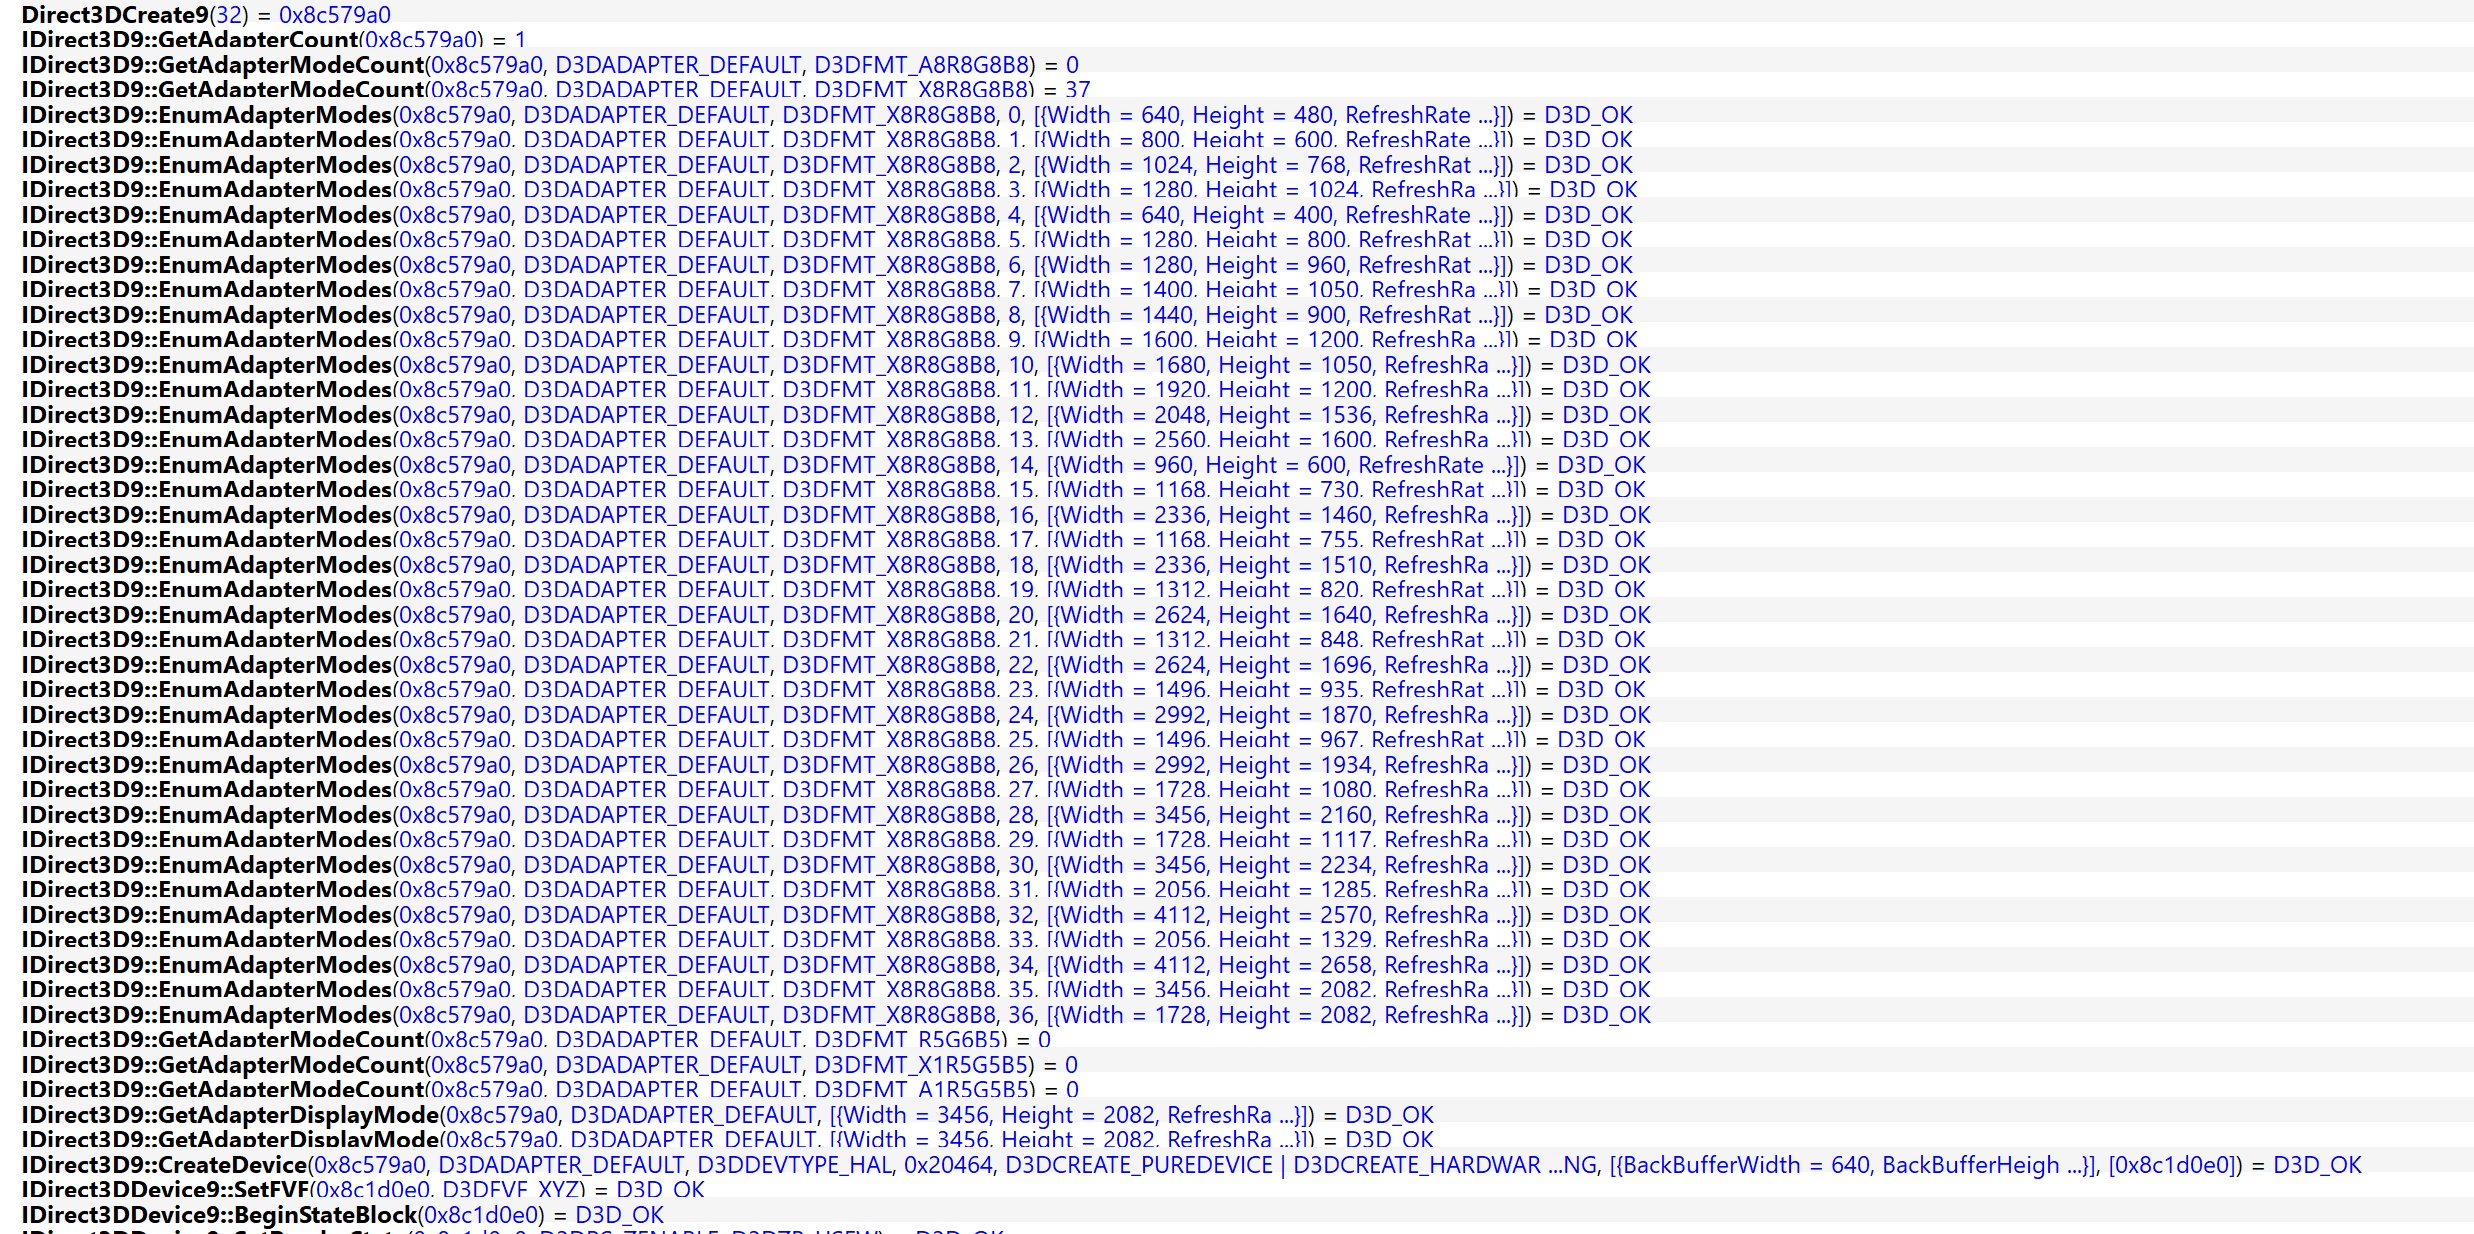 Direct3DCreate9(32) = 0x8c579a0
IDirect3D9::GetAdapterCount(0x8c579a0) = 1
IDirect3D9::GetAdapterModeCount(0x8c579a0, D3DADAPTER_DEFAULT, D3DFMT_A8R8G8B8) = 0
IDirect3D9::GetAdapterModeCount(0x8c579a0, D3DADAPTER_DEFAULT, D3DFMT_X8R8G8B8) = 37
IDirect3D9::EnumAdapterModes(0x8c579a0, D3DADAPTER_DEFAULT, D3DFMT_X8R8G8B8, 0, [{Width = 640, Height = 480, RefreshRate ...}]) = D3D_OK
IDirect3D9::EnumAdapterModes(0x8c579a0, D3DADAPTER_DEFAULT, D3DFMT_X8R8G8B8, 1, [{Width = 800, Height = 600, RefreshRate ...}]) = D3D_OK
IDirect3D9::EnumAdapterModes(0x8c579a0, D3DADAPTER_DEFAULT, D3DFMT_X8R8G8B8, 2, [{Width = 1024, Height = 768, RefreshRat ...}]) = D3D_OK
IDirect3D9::EnumAdapterModes(0x8c579a0, D3DADAPTER_DEFAULT, D3DFMT_X8R8G8B8, 3, [{Width = 1280, Height = 1024, RefreshRa ...}]) = D3D_OK
IDirect3D9::EnumAdapterModes(0x8c579a0, D3DADAPTER_DEFAULT, D3DFMT_X8R8G8B8, 4, [{Width = 640, Height = 400, RefreshRate ...}]) = D3D_OK
IDirect3D9::EnumAdapterModes(0x8c579a0, D3DADAPTER_DEFAULT, D3DFMT_X8R8G8B8, 5, [{Width = 1280, Height = 800, RefreshRat ...}]) = D3D_OK
IDirect3D9::EnumAdapterModes(0x8c579a0, D3DADAPTER_DEFAULT, D3DFMT_X8R8G8B8, 6, [{Width = 1280, Height = 960, RefreshRat ...}]) = D3D_OK
IDirect3D9::EnumAdapterModes(0x8c579a0, D3DADAPTER_DEFAULT, D3DFMT_X8R8G8B8, 7, [{Width = 1400, Height = 1050, RefreshRa ...}]) = D3D_OK
IDirect3D9::EnumAdapterModes(0x8c579a0, D3DADAPTER_DEFAULT, D3DFMT_X8R8G8B8, 8, [{Width = 1440, Height = 900, RefreshRat ...}]) = D3D_OK
IDirect3D9::EnumAdapterModes(0x8c579a0, D3DADAPTER_DEFAULT, D3DFMT_X8R8G8B8, 9, [{Width = 1600, Height = 1200, RefreshRa ...}]) = D3D_OK
IDirect3D9::EnumAdapterModes(0x8c579a0, D3DADAPTER_DEFAULT, D3DFMT_X8R8G8B8, 10, [{Width = 1680, Height = 1050, RefreshRa ...}]) = D3D_OK
IDirect3D9::EnumAdapterModes(0x8c579a0, D3DADAPTER_DEFAULT, D3DFMT_X8R8G8B8, 11, [{Width = 1920, Height = 1200, RefreshRa ...}]) = D3D_OK
IDirect3D9::EnumAdapterModes(0x8c579a0, D3DADAPTER_DEFAULT, D3DFMT_X8R8G8B8, 12, [{Width = 2048, Height = 1536, RefreshRa ...}]) = D3D_OK
IDirect3D9::EnumAdapterModes(0x8c579a0, D3DADAPTER_DEFAULT, D3DFMT_X8R8G8B8, 13, [{Width = 2560, Height = 1600, RefreshRa ...}]) = D3D_OK
IDirect3D9::EnumAdapterModes(0x8c579a0, D3DADAPTER_DEFAULT, D3DFMT_X8R8G8B8, 14, [{Width = 960, Height = 600, RefreshRate ...}]) = D3D_OK
IDirect3D9::EnumAdapterModes(0x8c579a0, D3DADAPTER_DEFAULT, D3DFMT_X8R8G8B8, 15, [{Width = 1168, Height = 730, RefreshRat ...}]) = D3D_OK
IDirect3D9::EnumAdapterModes(0x8c579a0, D3DADAPTER_DEFAULT, D3DFMT_X8R8G8B8, 16, [{Width = 2336, Height = 1460, RefreshRa ...}]) = D3D_OK
IDirect3D9::EnumAdapterModes(0x8c579a0, D3DADAPTER_DEFAULT, D3DFMT_X8R8G8B8, 17, [{Width = 1168, Height = 755, RefreshRat ...}]) = D3D_OK
IDirect3D9::EnumAdapterModes(0x8c579a0, D3DADAPTER_DEFAULT, D3DFMT_X8R8G8B8, 18, [{Width = 2336, Height = 1510, RefreshRa ...}]) = D3D_OK
IDirect3D9::EnumAdapterModes(0x8c579a0, D3DADAPTER_DEFAULT, D3DFMT_X8R8G8B8, 19, [{Width = 1312, Height = 820, RefreshRat ...}]) = D3D_OK
IDirect3D9::EnumAdapterModes(0x8c579a0, D3DADAPTER_DEFAULT, D3DFMT_X8R8G8B8, 20, [{Width = 2624, Height = 1640, RefreshRa ...}]) = D3D_OK
IDirect3D9::EnumAdapterModes(0x8c579a0, D3DADAPTER_DEFAULT, D3DFMT_X8R8G8B8, 21, [{Width = 1312, Height = 848, RefreshRat ...}]) = D3D_OK
IDirect3D9::EnumAdapterModes(0x8c579a0, D3DADAPTER_DEFAULT, D3DFMT_X8R8G8B8, 22, [{Width = 2624, Height = 1696, RefreshRa ...}]) = D3D_OK
IDirect3D9::EnumAdapterModes(0x8c579a0, D3DADAPTER_DEFAULT, D3DFMT_X8R8G8B8, 23, [{Width = 1496, Height = 935, RefreshRat ...}]) = D3D_OK
IDirect3D9::EnumAdapterModes(0x8c579a0, D3DADAPTER_DEFAULT, D3DFMT_X8R8G8B8, 24, [{Width = 2992, Height = 1870, RefreshRa ...}]) = D3D_OK
IDirect3D9::EnumAdapterModes(0x8c579a0, D3DADAPTER_DEFAULT, D3DFMT_X8R8G8B8, 25, [{Width = 1496, Height = 967, RefreshRat ...}]) = D3D_OK
IDirect3D9::EnumAdapterModes(0x8c579a0, D3DADAPTER_DEFAULT, D3DFMT_X8R8G8B8, 26, [{Width = 2992, Height = 1934, RefreshRa ...}]) = D3D_OK
IDirect3D9::EnumAdapterModes(0x8c579a0, D3DADAPTER_DEFAULT, D3DFMT_X8R8G8B8, 27, [{Width = 1728, Height = 1080, RefreshRa ...}]) = D3D_OK
IDirect3D9::EnumAdapterModes(0x8c579a0, D3DADAPTER_DEFAULT, D3DFMT_X8R8G8B8, 28, [{Width = 3456, Height = 2160, RefreshRa ...}]) = D3D_OK
IDirect3D9::EnumAdapterModes(0x8c579a0, D3DADAPTER_DEFAULT, D3DFMT_X8R8G8B8, 29, [{Width = 1728, Height = 1117, RefreshRa ...}]) = D3D_OK
IDirect3D9::EnumAdapterModes(0x8c579a0, D3DADAPTER_DEFAULT, D3DFMT_X8R8G8B8, 30, [{Width = 3456, Height = 2234, RefreshRa ...}]) = D3D_OK
IDirect3D9::EnumAdapterModes(0x8c579a0, D3DADAPTER_DEFAULT, D3DFMT_X8R8G8B8, 31, [{Width = 2056, Height = 1285, RefreshRa ...}]) = D3D_OK
IDirect3D9::EnumAdapterModes(0x8c579a0, D3DADAPTER_DEFAULT, D3DFMT_X8R8G8B8, 32, [{Width = 4112, Height = 2570, RefreshRa ...}]) = D3D_OK
IDirect3D9::EnumAdapterModes(0x8c579a0, D3DADAPTER_DEFAULT, D3DFMT_X8R8G8B8, 33, [{Width = 2056, Height = 1329, RefreshRa ...}]) = D3D_OK
IDirect3D9::EnumAdapterModes(0x8c579a0, D3DADAPTER_DEFAULT, D3DFMT_X8R8G8B8, 34, [{Width = 4112, Height = 2658, RefreshRa ...}]) = D3D_OK
IDirect3D9::EnumAdapterModes(0x8c579a0, D3DADAPTER_DEFAULT, D3DFMT_X8R8G8B8, 35, [{Width = 3456, Height = 2082, RefreshRa ...}]) = D3D_OK
IDirect3D9::EnumAdapterModes(0x8c579a0, D3DADAPTER_DEFAULT, D3DFMT_X8R8G8B8, 36, [{Width = 1728, Height = 2082, RefreshRa ...}]) = D3D_OK
IDirect3D9::GetAdapterModeCount(0x8c579a0, D3DADAPTER_DEFAULT, D3DFMT_R5G6B5) = 0
IDirect3D9::GetAdapterModeCount(0x8c579a0, D3DADAPTER_DEFAULT, D3DFMT_X1R5G5B5) = 0
IDirect3D9::GetAdapterModeCount(0x8c579a0, D3DADAPTER_DEFAULT, D3DFMT_A1R5G5B5) = 0
IDirect3D9::GetAdapterDisplayMode(0x8c579a0, D3DADAPTER_DEFAULT, [{Width = 3456, Height = 2082, RefreshRa ...}]) = D3D_OK
IDirect3D9::GetAdapterDisplayMode(0x8c579a0, D3DADAPTER_DEFAULT, [{Width = 3456, Height = 2082, RefreshRa ...}]) = D3D_OK
IDirect3D9::CreateDevice(0x8c579a0, D3DADAPTER_DEFAULT, D3DDEVTYPE_HAL, 0x20464, D3DCREATE_PUREDEVICE | D3DCREATE_HARDWAR ...NG, [{BackBufferWidth = 640, BackBufferHeigh ...}], [0x8c1d0e0]) = D3D_OK
IDirect3DDevice9::SetFVF(0x8c1d0e0, D3DFVF_XYZ) = D3D_OK
IDirect3DDevice9::BeginStateBlock(0x8c1d0e0) = D3D_OK